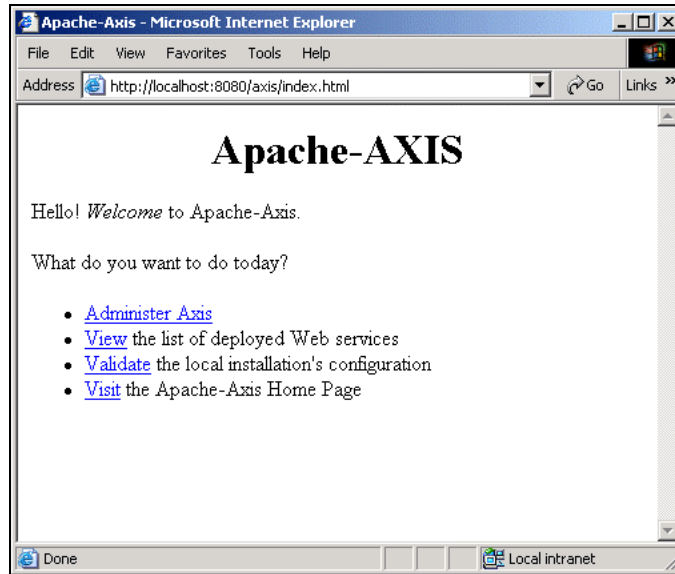 Apache-Axis - Microsoft Internet Explorer
File Edit View Favorites Tools Help
Address http://localhost:8080/axis/index.html Go Links »
Apache-AXIS
Hello! Welcome to Apache-Axis.
What do you want to do today?
• Administer Axis
• View the list of deployed Web services
• Validate the local installation's configuration
• Visit the Apache-Axis Home Page
Done Local intranet